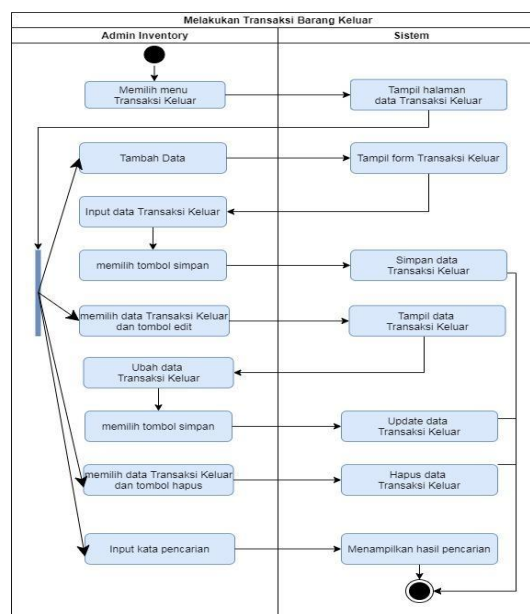 Melakukan Transaksi Barang Keluar
Admin Inventory
Sistem
Memilih menu
Transaksi Keluar
Tampil halaman
data Transaksi Keluar
Tambah Data
Tampil form Transaksi Keluar
Input data Transaksi Keluar
memilih tombol simpan
Simpan data
Transaksi Keluar
memilih data Transaksi Keluar
dan tombol edit
Tampil data
Transaksi Keluar
Ubah data
Transaksi Keluar
memilih tombol simpan
Update data
Transaksi Keluar
memilih data Transaksi Keluar
dan tombol hapus
Hapus data
Transaksi Keluar
Input kata pencarian
Menampilkan hasil pencarian